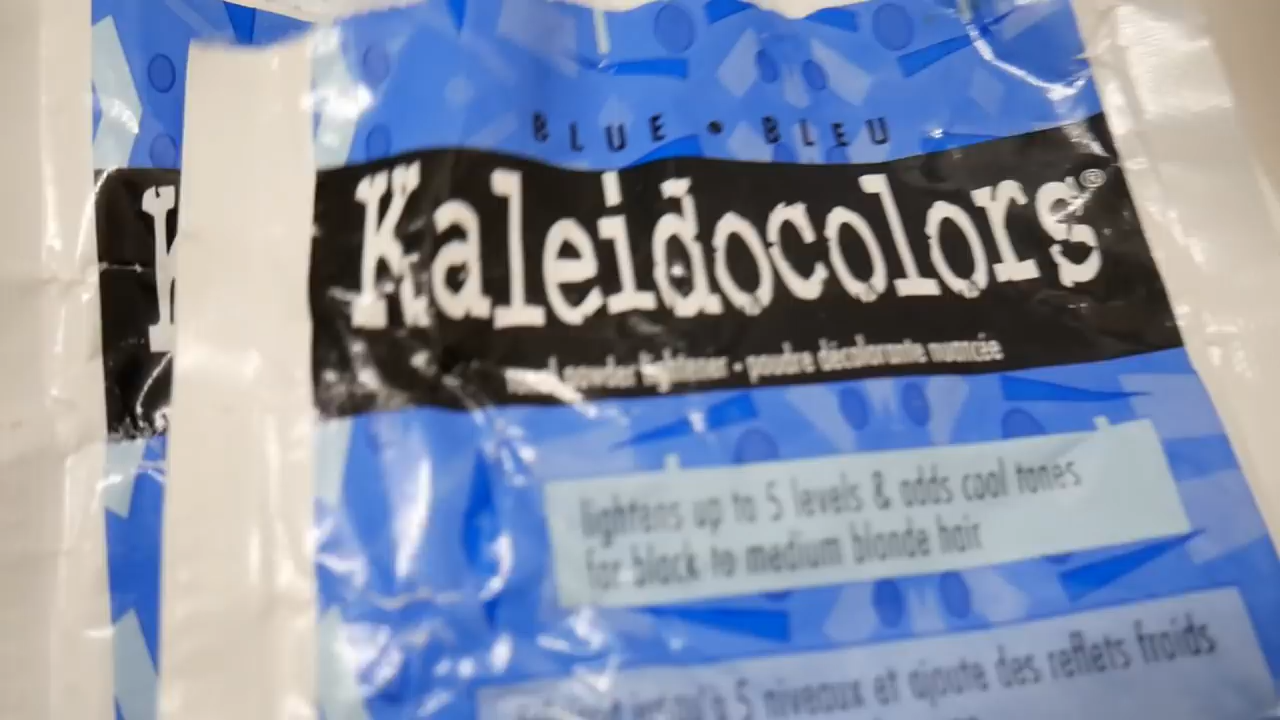 BLUE • BLEU
Kaleidocolors®
powder lightener - poudre décolorante nuancée
lightens up to 5 levels & adds cool tones
for black to medium blonde hair
5 niveaux et ajoute des reflets froids
K